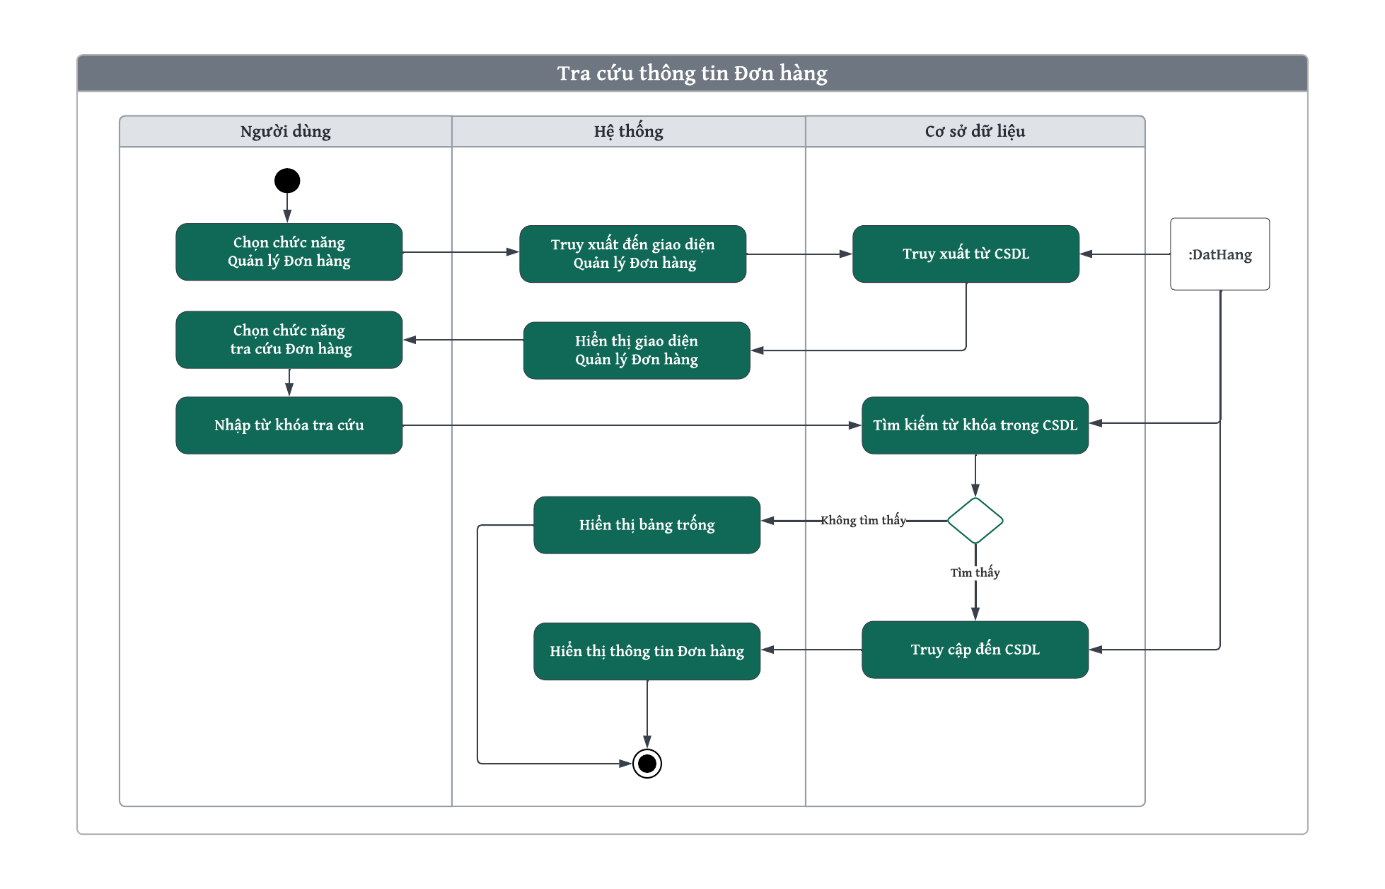 Tra cứu thông tin Đơn hàng
Người dùng
Hệ thống
Cơ sở dữ liệu
Chọn chức năng
Quản lý Đơn hàng
Truy xuất đến giao diện
Quản lý Đơn hàng
Truy xuất từ CSDL
:DatHang
Chọn chức năng
tra cứu Đơn hàng
Hiển thị giao diện
Quản lý Đơn hàng
Nhập từ khóa tra cứu
Tìm kiếm từ khóa trong CSDL
Hiển thị bảng trống
Không tìm thấy
Tìm thấy
Hiển thị thông tin Đơn hàng
Truy cập đến CSDL